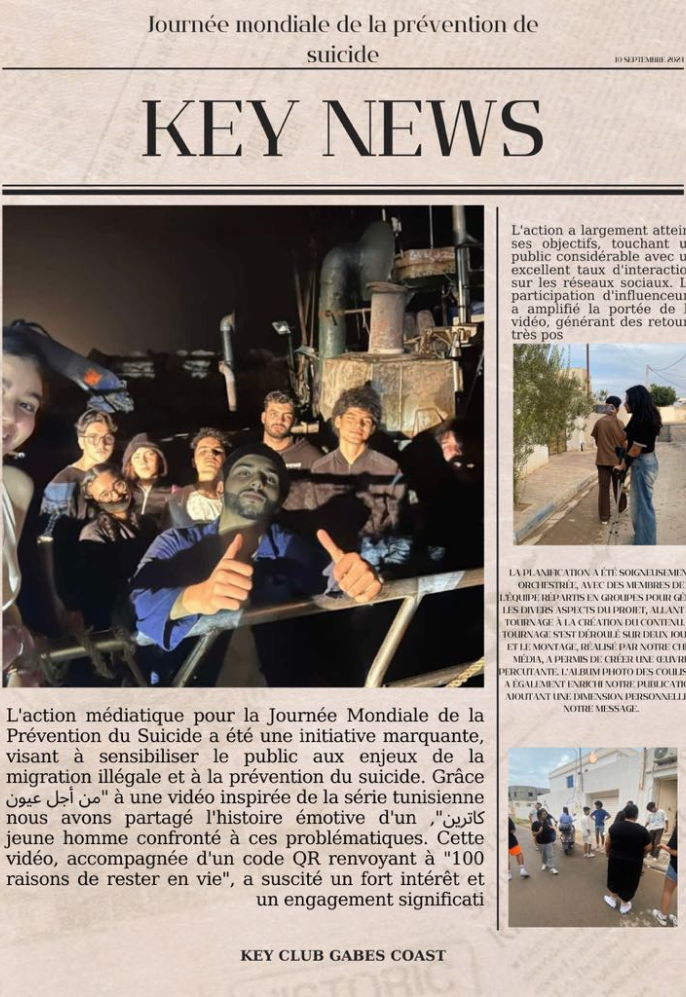 Journée mondiale de la prévention de
suicide
10 SEPTEMBRE 2024
KEY NEWS
L'action médiatique pour la Journée Mondiale de la
Prévention du Suicide a été une initiative marquante,
visant à sensibiliser le public aux enjeux de la
migration illégale et à la prévention du suicide. Grâce
à une vidéo inspirée de la série tunisienne "من أجل عيون
كاترين", nous avons partagé l'histoire émotive d'un
jeune homme confronté à ces problématiques. Cette
vidéo, accompagnée d'un code QR renvoyant à "100
raisons de rester en vie", a suscité un fort intérêt et
un engagement significati
L'action a largement attein
ses objectifs, touchant u
public considérable avec u
excellent taux d'interactio
sur les réseaux sociaux. L
participation d'influenceur
a amplifié la portée de l
vidéo, générant des retour
très pos
LA PLANIFICATION A ÉTÉ SOIGNEUSEMEN
ORCHESTRÉE, AVEC DES MEMBRES DE
L'ÉQUIPE RÉPARTIS EN GROUPES POUR GÉ
LES DIVERS ASPECTS DU PROJET, ALLANT
TOURNAGE À LA CRÉATION DU CONTENU.
TOURNAGE S'EST DÉROULÉ SUR DEUX JOU
ET LE MONTAGE, RÉALISÉ PAR NOTRE CHE
MÉDIA, A PERMIS DE CRÉER UNE ŒUVRE
PERCUTANTE. L'ALBUM PHOTO DES COULIS
A ÉGALEMENT ENRICHI NOTRE PUBLICATIO
AJOUTANT UNE DIMENSION PERSONNELLE
NOTRE MESSAGE.
KEY CLUB GABES COAST